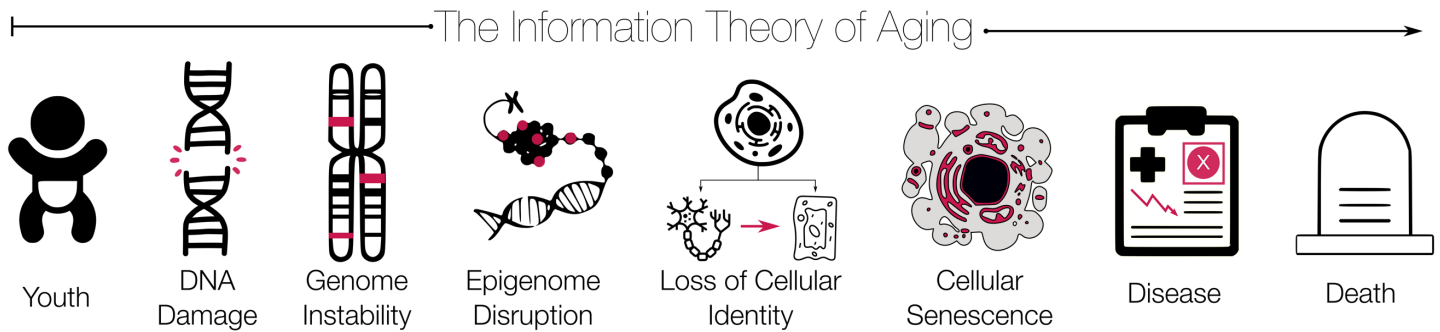 The Information Theory of Aging
Youth
DNA
Damage
Genome
Instability
Epigenome
Disruption
Loss of Cellular
Identity
Cellular
Senescence
X
Disease
Death